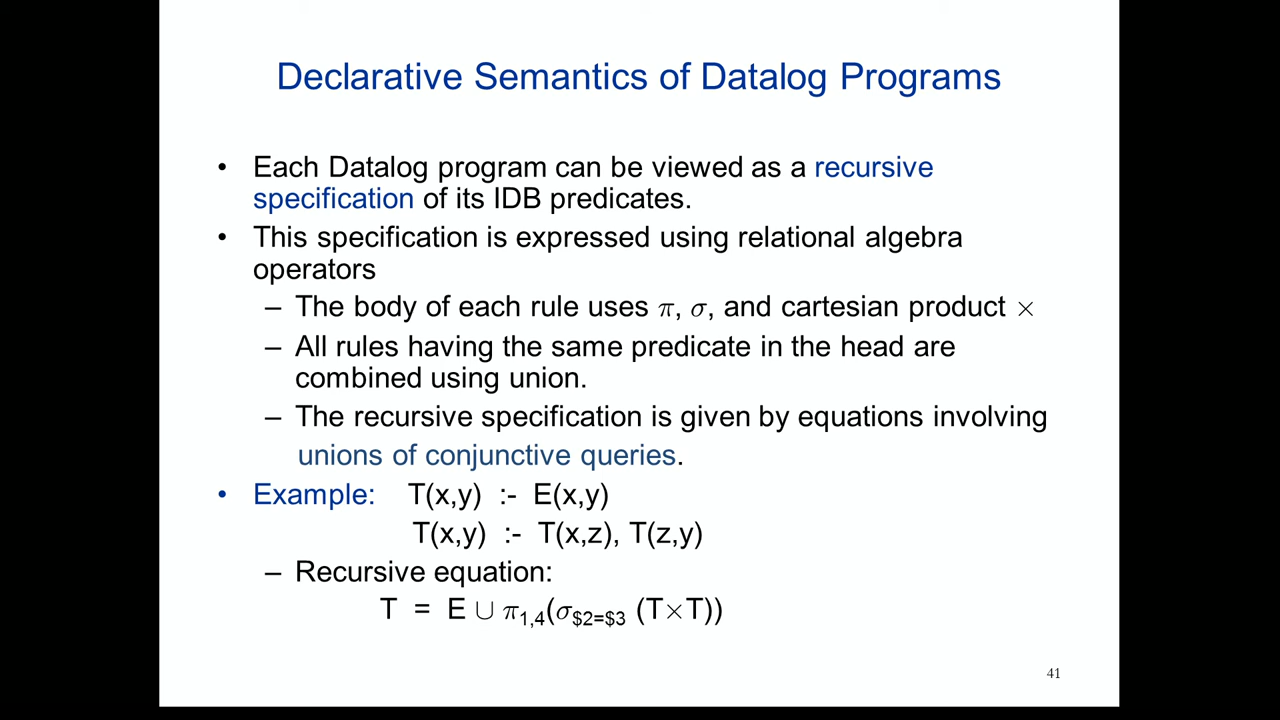 Declarative Semantics of Datalog Programs
• Each Datalog program can be viewed as a recursive
specification of its IDB predicates.
• This specification is expressed using relational algebra
operators
– The body of each rule uses π, σ, and cartesian product ×
– All rules having the same predicate in the head are
combined using union.
– The recursive specification is given by equations involving
unions of conjunctive queries.
• Example: T(x,y) :- E(x,y)
T(x,y) :- T(x,z), T(z,y)
– Recursive equation:
T = E ∪ π1,4(σ$2=$3 (T×T))
41